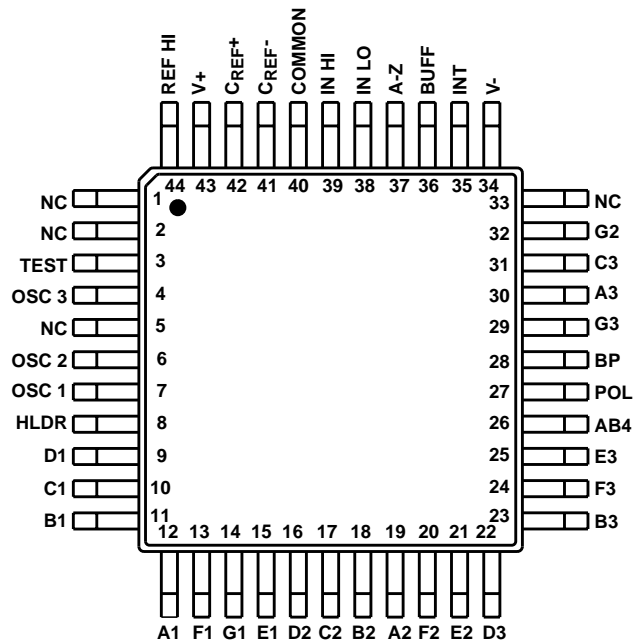 REF HI
V+
CREF+
CREF-
COMMON
IN HI
IN LO
A-Z
BUFF
INT
V-
44 43 42 41 40 39 38 37 36 35 34
NC 1 33 NC
NC 2 32 G2
TEST 3 31 C3
OSC 3 4 30 A3
NC 5 29 G3
OSC 2 6 28 BP
OSC 1 7 27 POL
HLDR 8 26 AB4
D1 9 25 E3
C1 10 24 F3
B1 11 23 B3
12 13 14 15 16 17 18 19 20 21 22
A1 F1 G1 E1 D2 C2 B2 A2 F2 E2 D3